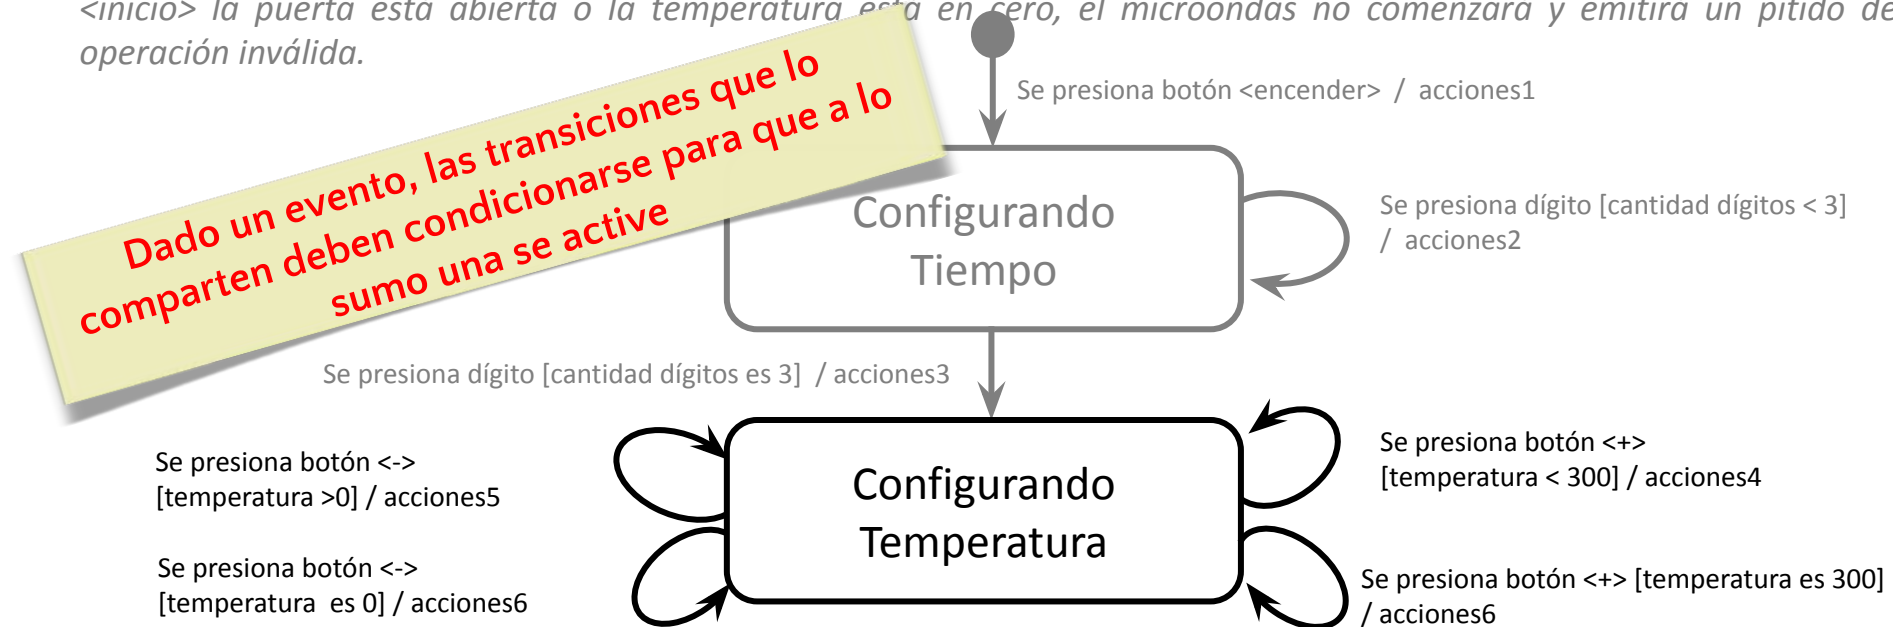 <inicio> la puerta está abierta o la temperatura está en cero, el microondas no comenzará y emitirá un pitido de
operación inválida.
Se presiona botón <encender> / acciones1
Dado un evento, las transiciones que lo
comparten deben condicionarse para que a lo
sumo una se active
Configurando
Tiempo
Se presiona dígito [cantidad dígitos < 3]
/ acciones2
Se presiona dígito [cantidad dígitos es 3] / acciones3
Se presiona botón <->
[temperatura >0] / acciones5
Configurando
Temperatura
Se presiona botón <+>
[temperatura < 300] / acciones4
Se presiona botón <->
[temperatura es 0] / acciones6
Se presiona botón <+> [temperatura es 300]
/ acciones6